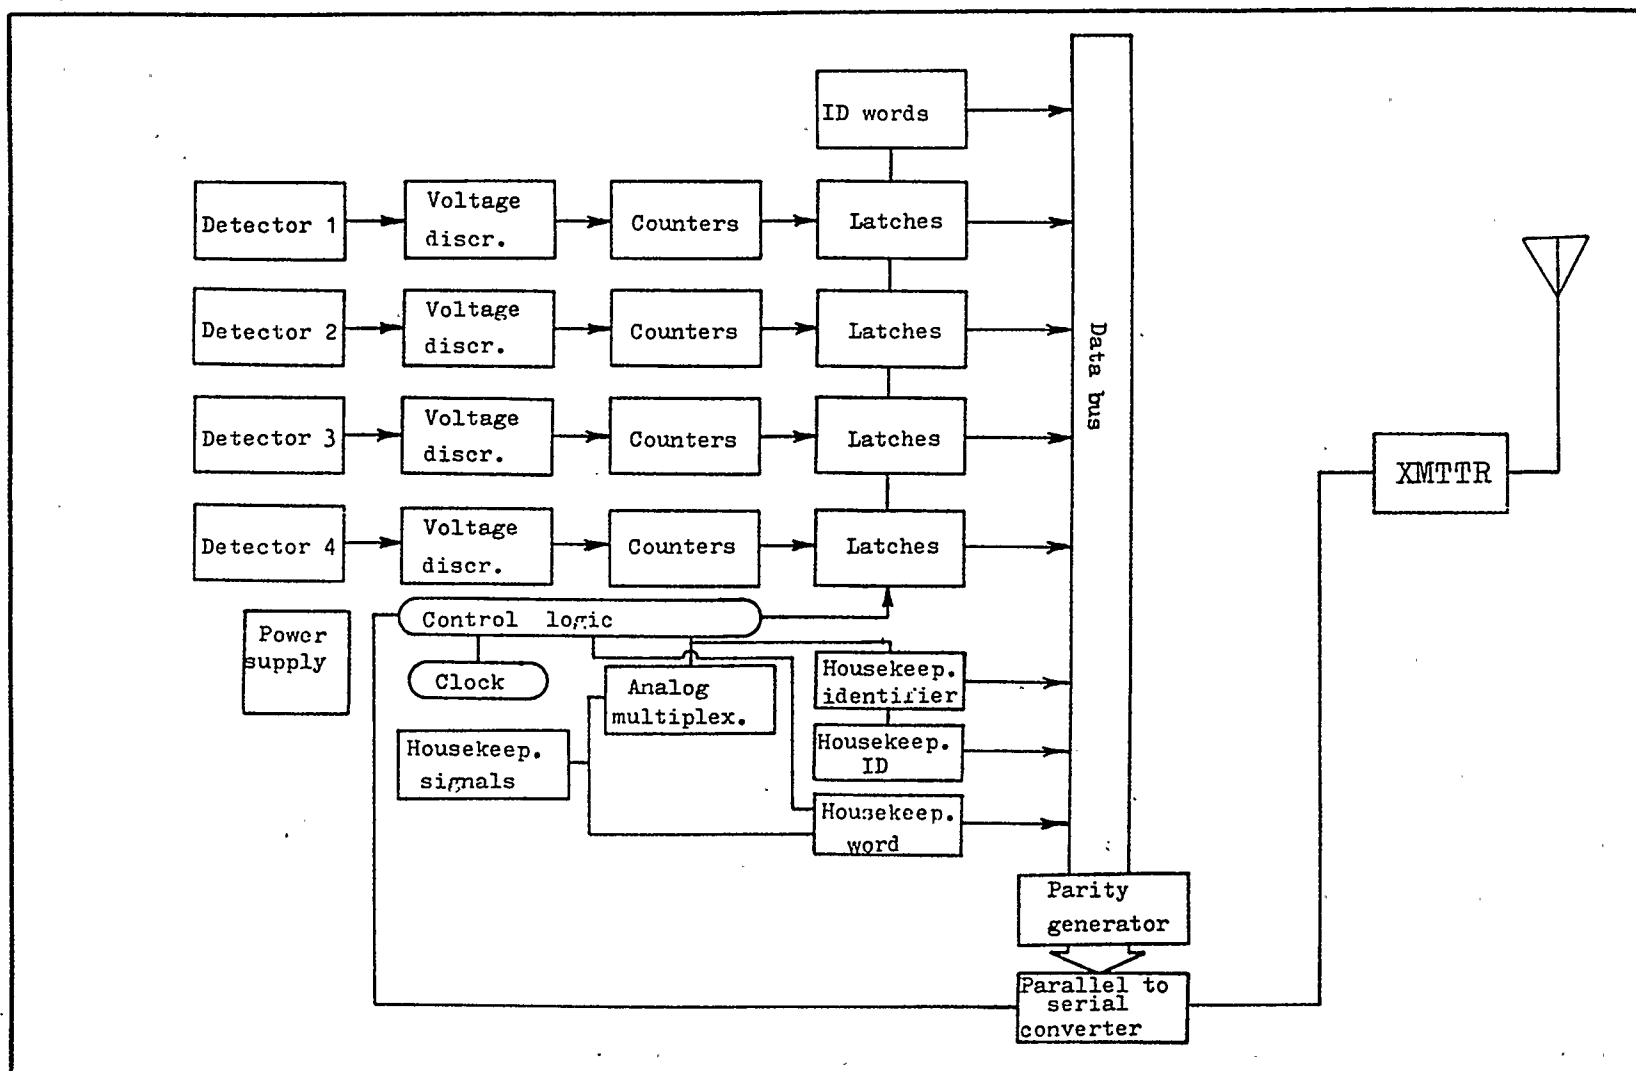 ID words
Detector 1
Voltage
discr.
Counters
Latches
Detector 2
Voltage
discr.
Counters
Latches
Detector 3
Voltage
discr.
Counters
Latches
Detector 4
Voltage
discr.
Counters
Latches
Data bus
XMTTR
Power
supply
Control logic
Clock
Analog
multiplex.
Housekeep.
signals
Housekeep.
identifier
Housekeep.
ID
Housekeep.
word
Parity
generator
Parallel to
serial
converter